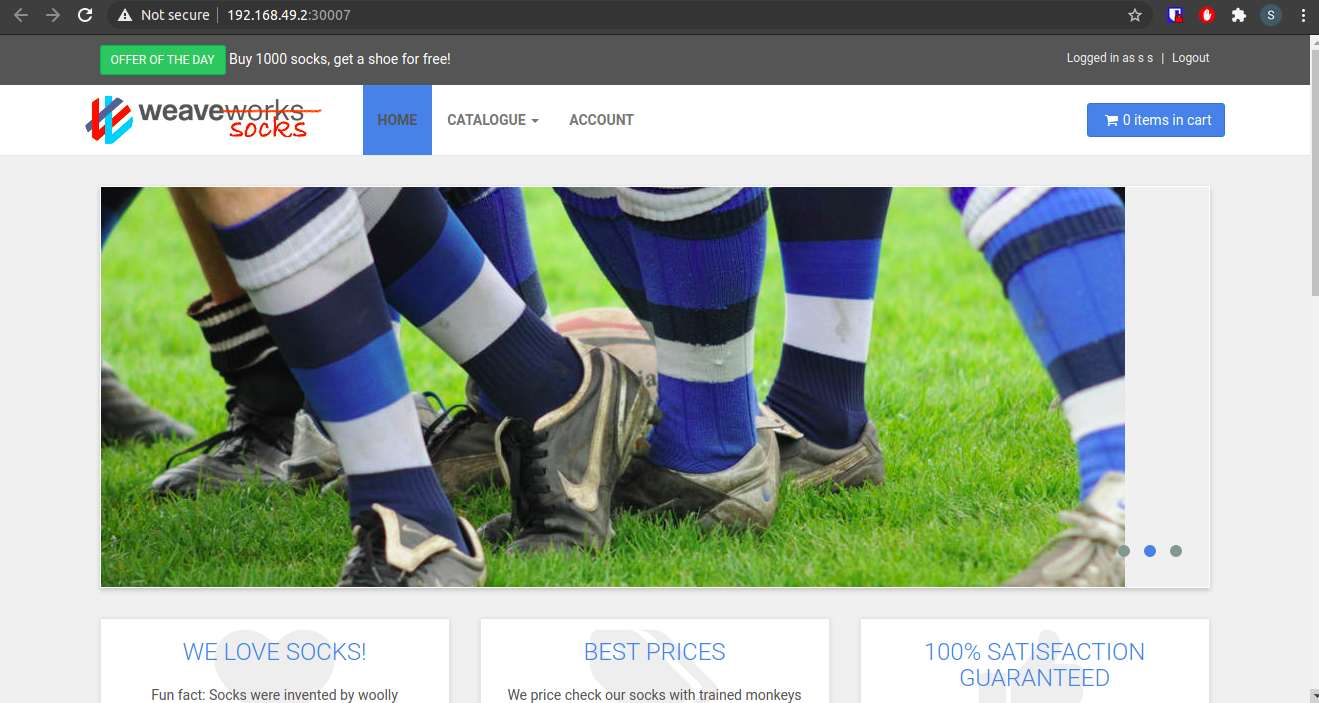 Not secure 192.168.49.2:30007
S
OFFER OF THE DAY Buy 1000 socks, get a shoe for free!
Logged in as s s | Logout
weaveworks
socks
HOME CATALOGUE ACCOUNT
0 items in cart
WE LOVE SOCKS!
Fun fact: Socks were invented by woolly
BEST PRICES
We price check our socks with trained monkeys
100% SATISFACTION
GUARANTEED